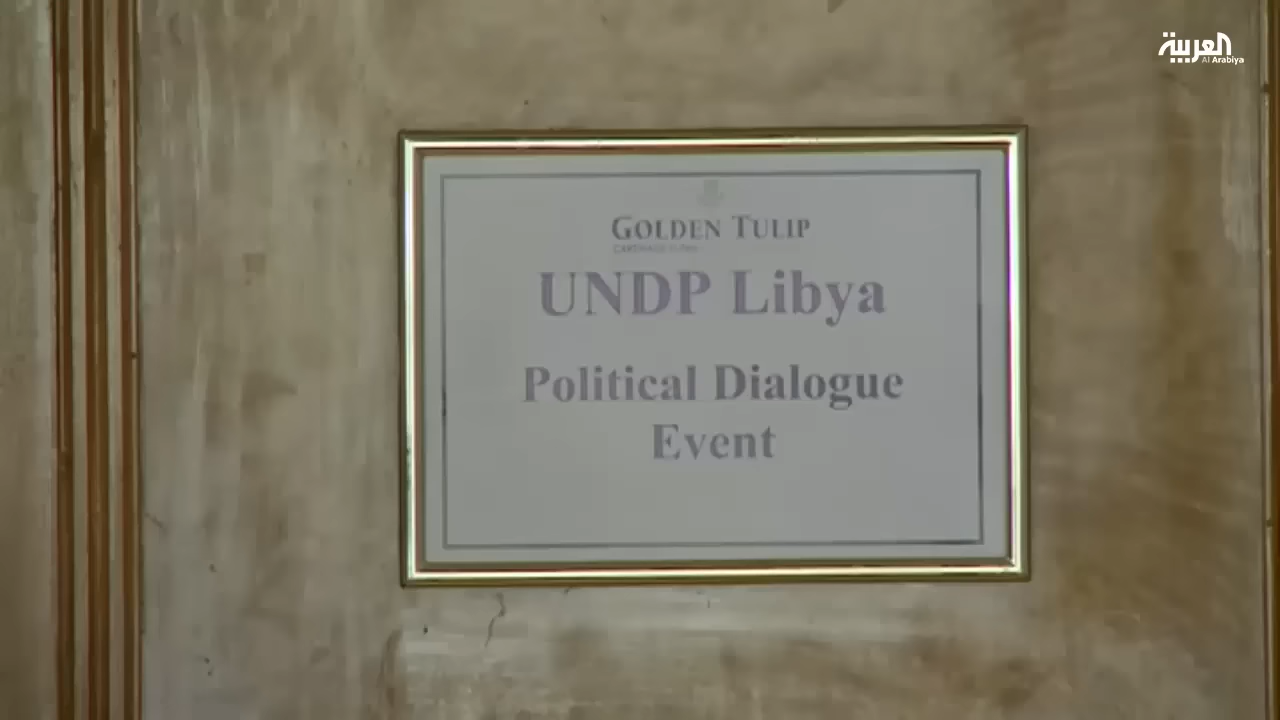 العربية
Al Arabiya
GOLDEN TULIP
UNDP Libya
Political Dialogue
Event